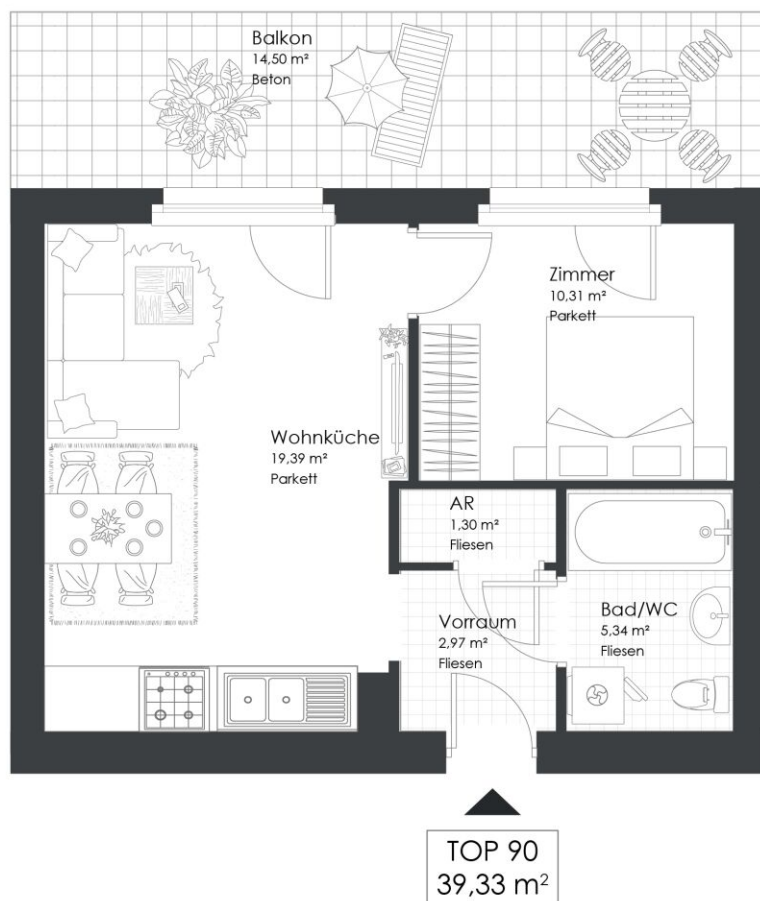 Balkon
14,50 m²
Beton
Zimmer
10,31 m²
Parkett
Wohnküche
19,39 m²
Parkett
AR
1,30 m²
Fliesen
Vorraum
2,97 m²
Fliesen
Bad/WC
5,34 m²
Fliesen
TOP 90
39,33 m²